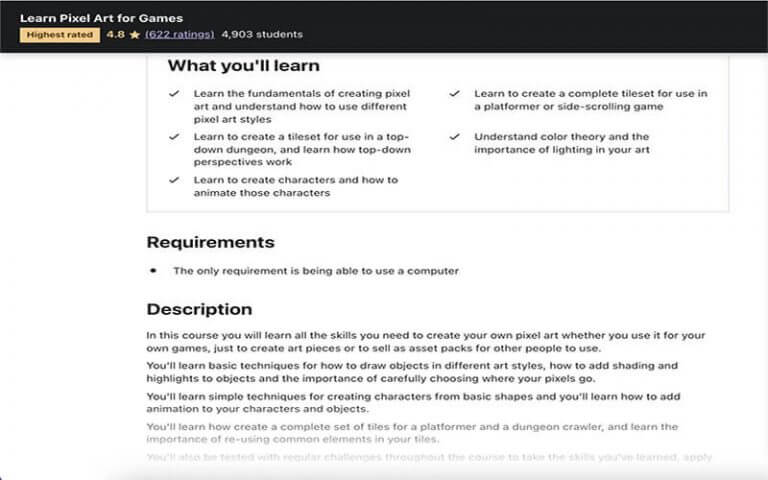 Learn Pixel Art for Games
Highest rated 4.8 (622 ratings) 4,903 students
What you'll learn
Learn the fundamentals of creating pixel
art and understand how to use different
pixel art styles
Learn to create a complete tileset for use in
a platformer or side-scrolling game
Learn to create a tileset for use in a top-
down dungeon, and learn how top-down
perspectives work
Understand color theory and the
importance of lighting in your art
Learn to create characters and how to
animate those characters
Requirements
The only requirement is being able to use a computer
Description
In this course you will learn all the skills you need to create your own pixel art whether you use it for your
own games, just to create art pieces or to sell as asset packs for other people to use.
You'll learn basic techniques for how to draw objects in different art styles, how to add shading and
highlights to objects and the importance of carefully choosing where your pixels go.
You'll learn simple techniques for creating characters from basic shapes and you'll learn how to add
animation to your characters and objects.
You'll learn how create a complete set of tiles for a platformer and a dungeon crawler, and learn the
importance of re-using common elements in your tiles.
You'll also be tested with regular challenges throughout the course to take the skills you've learned, apply